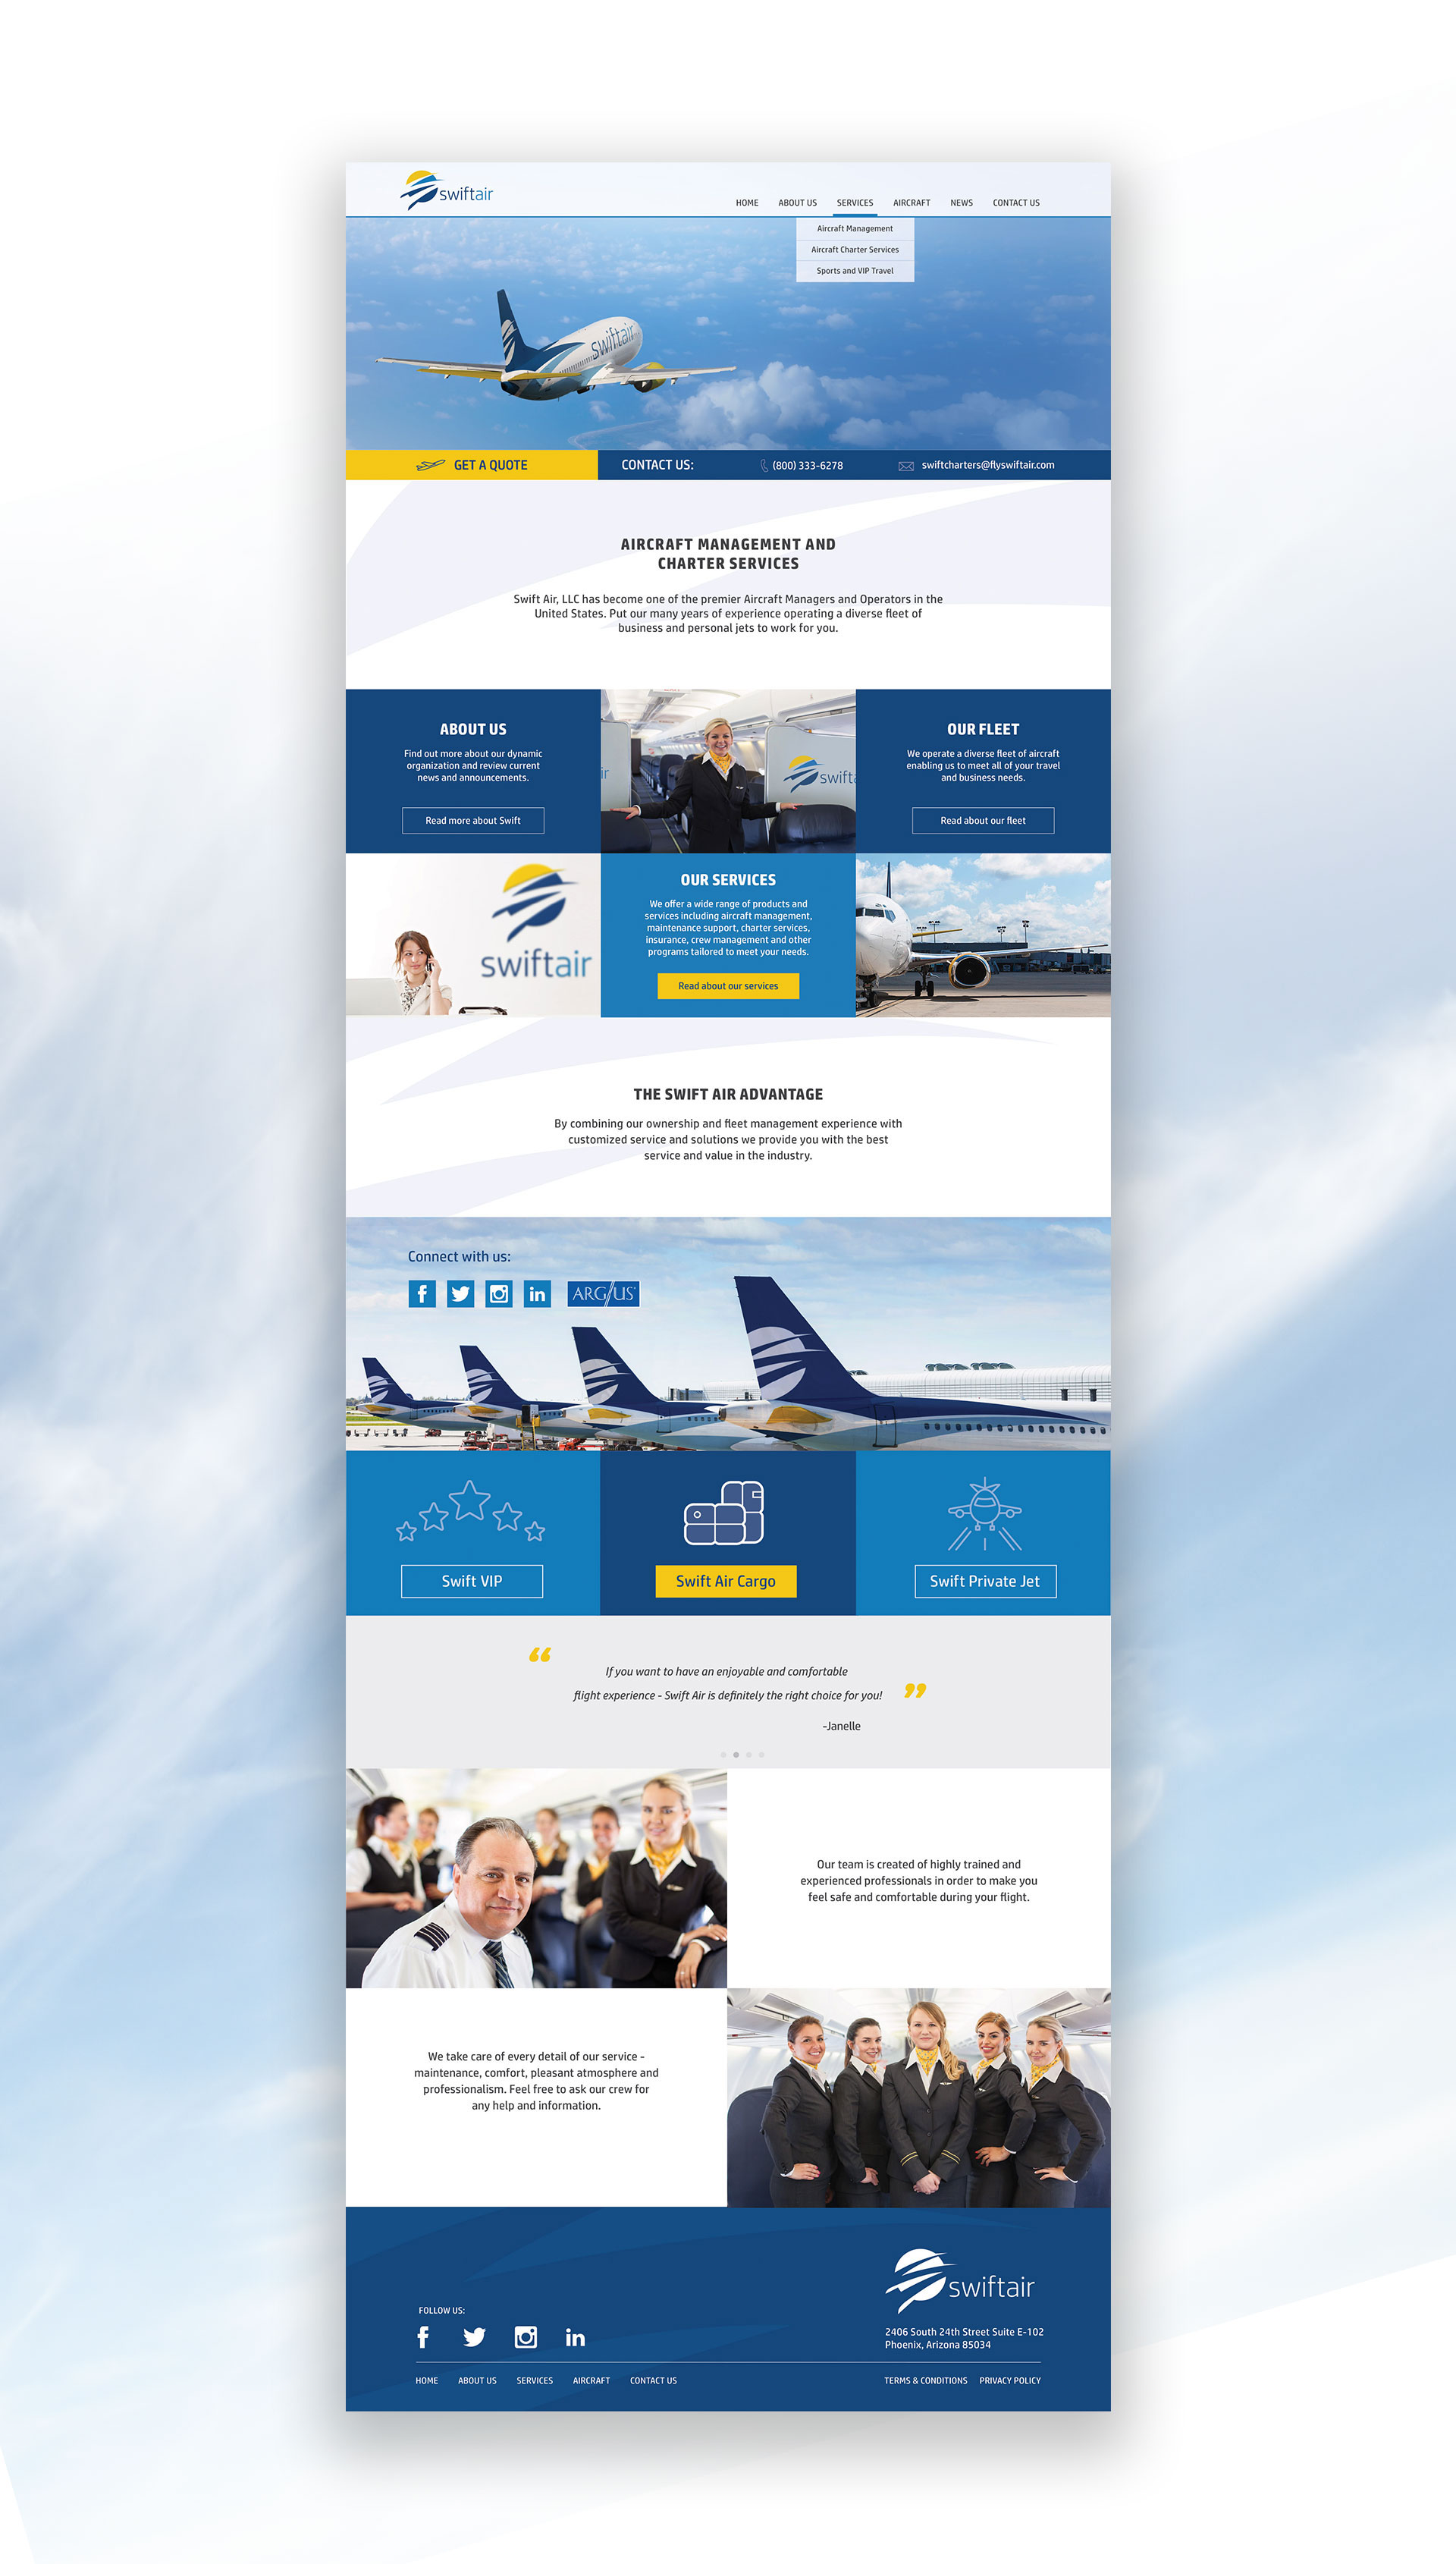 swiftair
HOME ABOUT US SERVICES AIRCRAFT NEWS CONTACT US
Aircraft Management
Aircraft Charter Services
Sports and VIP Travel
swiftair
GET A QUOTE CONTACT US: (800) 333-6278 swiftcharters@flyswiftair.com
AIRCRAFT MANAGEMENT AND
CHARTER SERVICES
Swift Air, LLC has become one of the premier Aircraft Managers and Operators in the
United States. Put our many years of experience operating a diverse fleet of
business and personal jets to work for you.
ABOUT US
Find out more about our dynamic
organization and review current
news and announcements.
Read more about Swift
ir
swifta
OUR FLEET
We operate a diverse fleet of aircraft
enabling us to meet all of your travel
and business needs.
Read about our fleet
swiftair
OUR SERVICES
We offer a wide range of products and
services including aircraft management,
maintenance support, charter services,
insurance, crew management and other
programs tailored to meet your needs.
Read about our services
THE SWIFT AIR ADVANTAGE
By combining our ownership and fleet management experience with
customized service and solutions we provide you with the best
service and value in the industry.
Connect with us:
f in ARG/US
Swift VIP
Swift Air Cargo
Swift Private Jet
“ If you want to have an enjoyable and comfortable
flight experience - Swift Air is definitely the right choice for you! ”
-Janelle
Our team is created of highly trained and
experienced professionals in order to make you
feel safe and comfortable during your flight.
We take care of every detail of our service -
maintenance, comfort, pleasant atmosphere and
professionalism. Feel free to ask our crew for
any help and information.
swiftair
FOLLOW US:
f in
2406 South 24th Street Suite E-102
Phoenix, Arizona 85034
HOME ABOUT US SERVICES AIRCRAFT CONTACT US TERMS & CONDITIONS PRIVACY POLICY